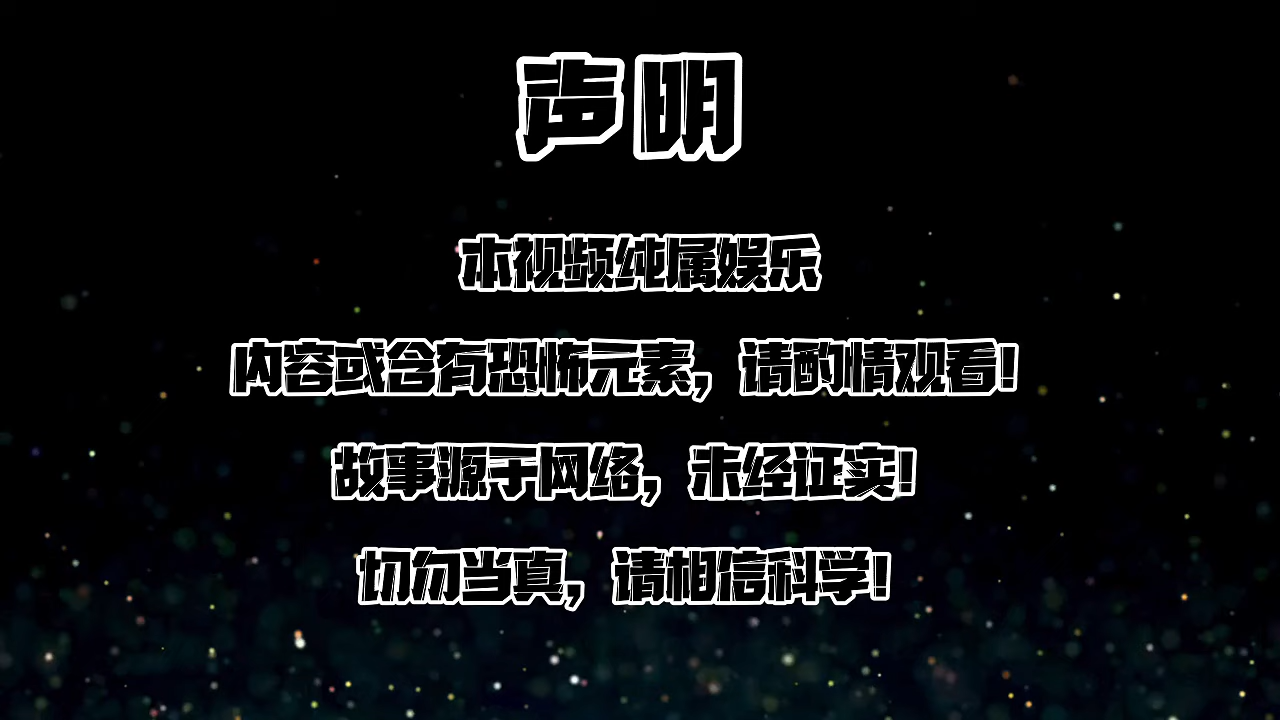 声明
本视频纯属娱乐
内容或含有恐怖元素，请酌情观看！
故事源于网络，未经证实！
切勿当真，请相信科学！